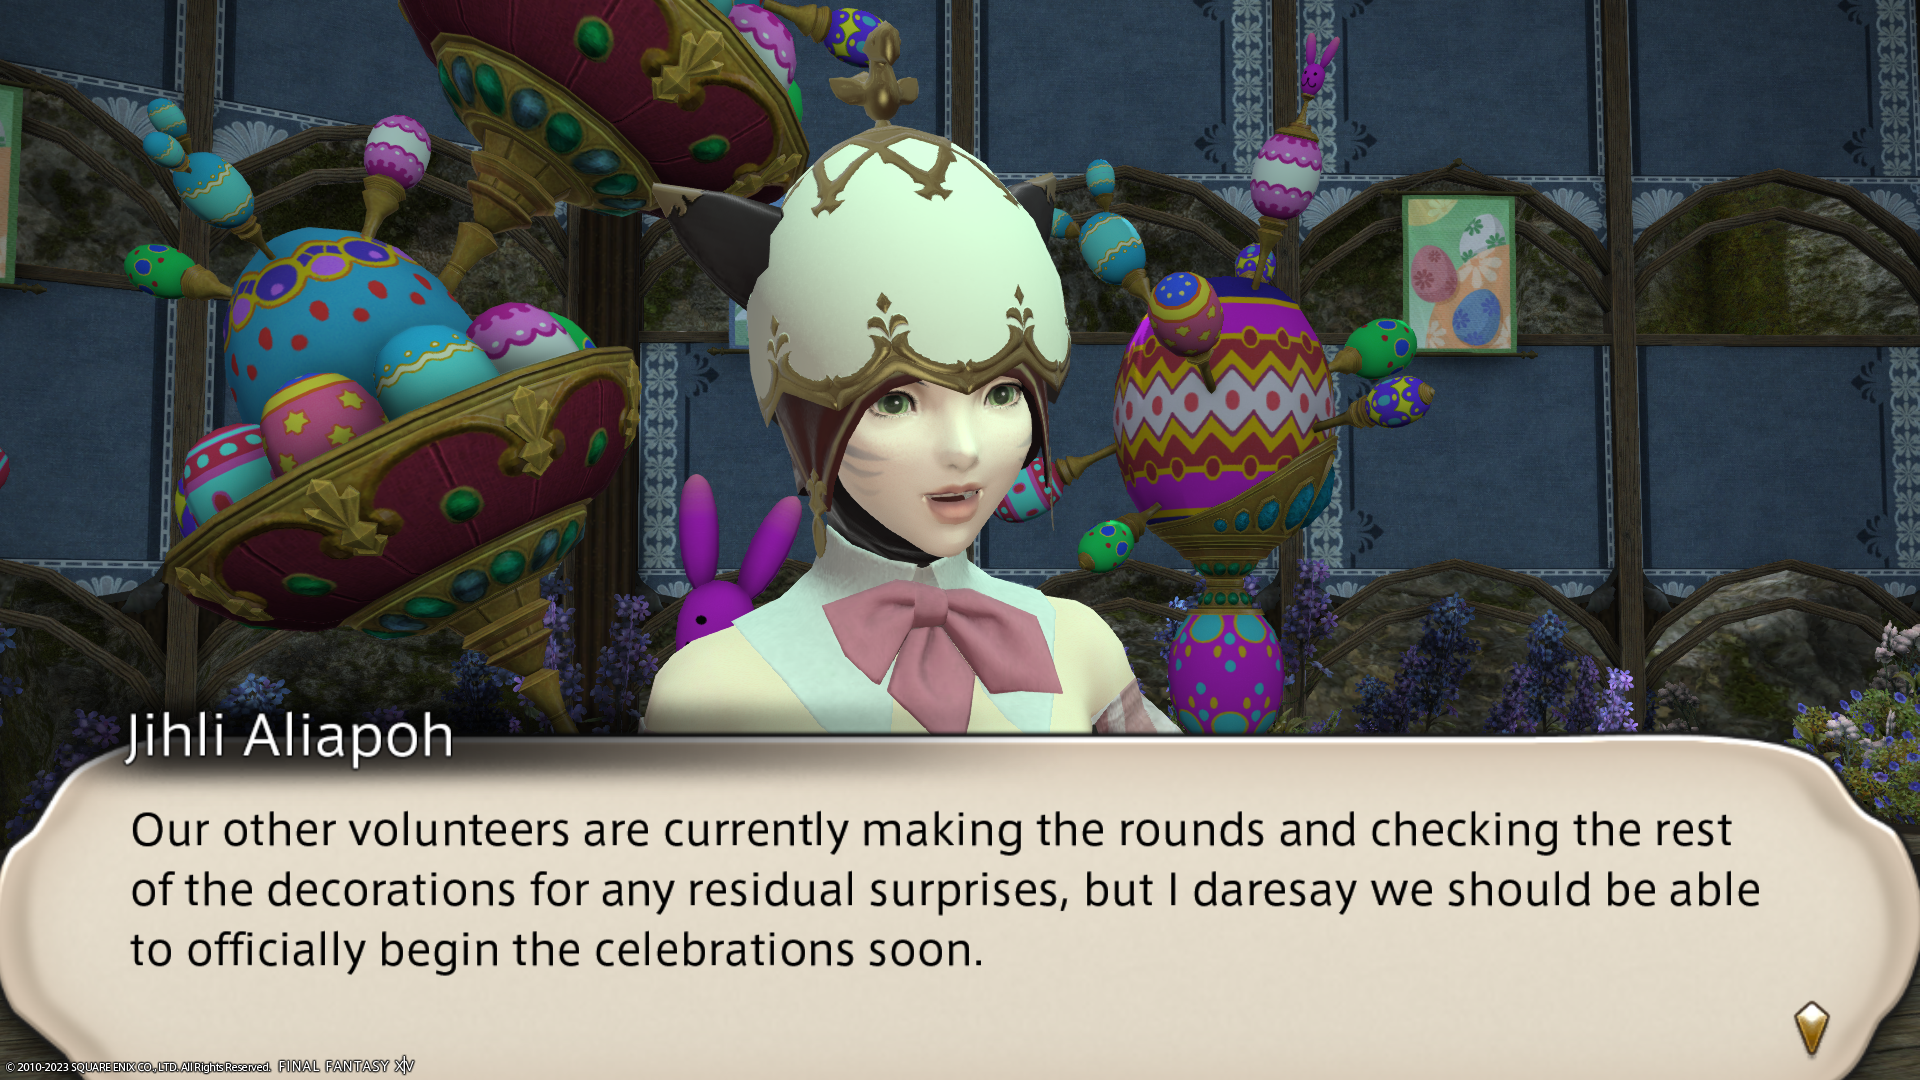 Jihli Aliapoh
Our other volunteers are currently making the rounds and checking the rest
of the decorations for any residual surprises, but I daresay we should be able
to officially begin the celebrations soon.
© 2010-2023 SQUARE ENIX CO., LTD. All Rights Reserved. FINAL FANTASY XIV